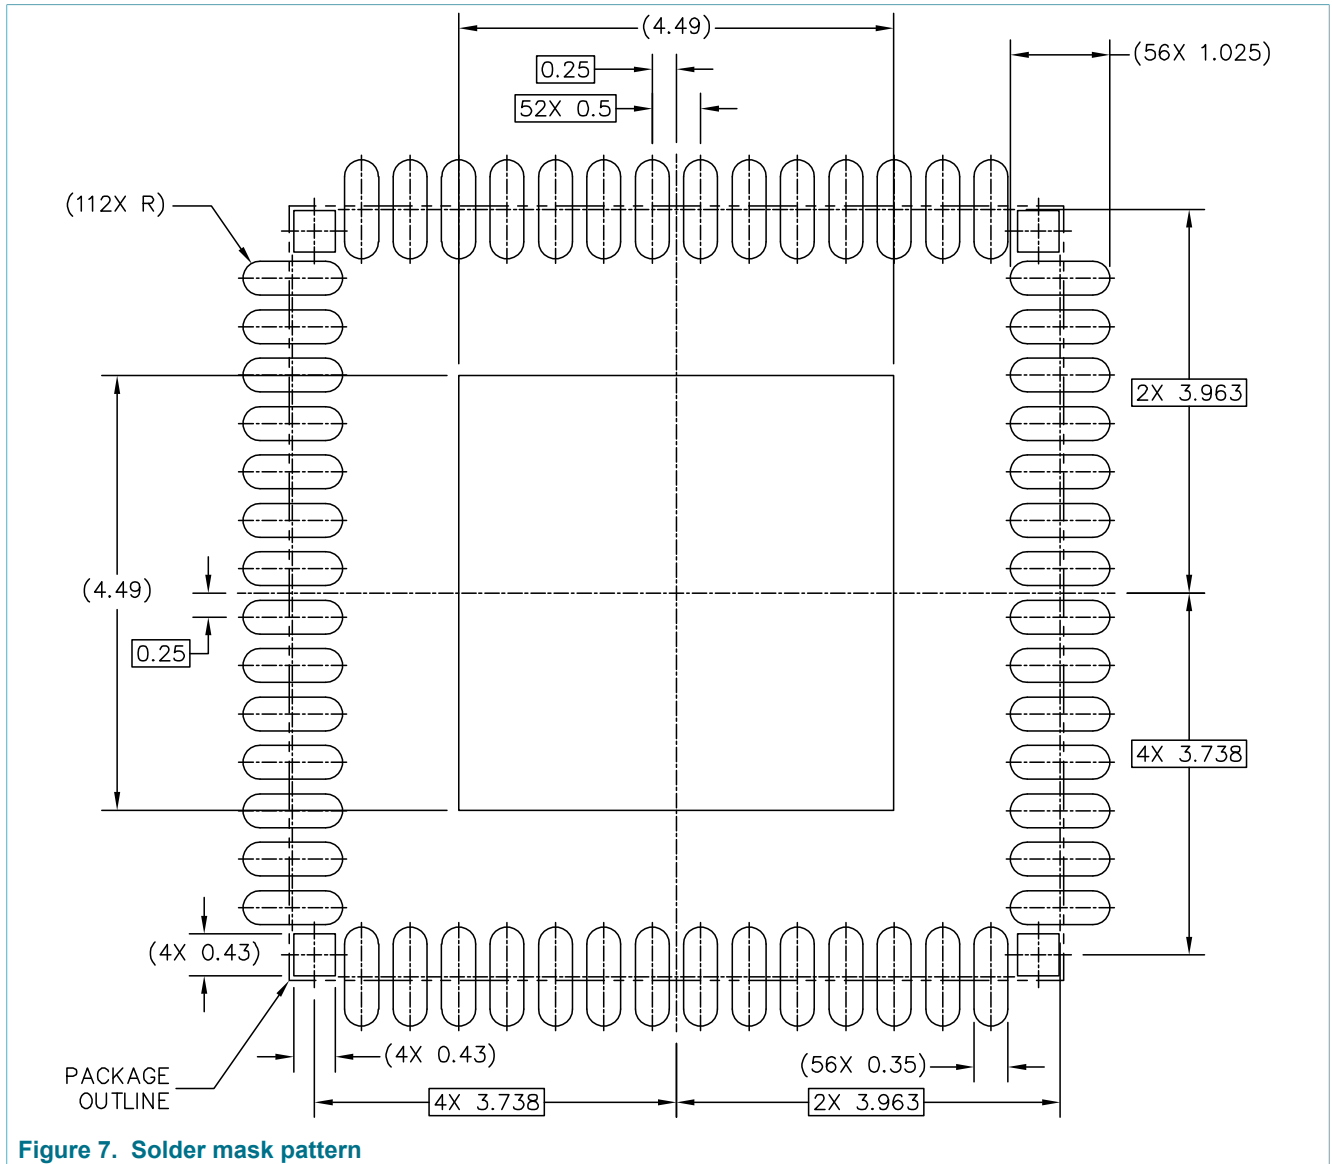 (4.49)
0.25
(56X 1.025)
52X 0.5
(112X R)
2X 3.963
(4.49)
0.25
4X 3.738
(4X 0.43)
(4X 0.43)
(56X 0.35)
PACKAGE
OUTLINE
4X 3.738
2X 3.963
Figure 7. Solder mask pattern